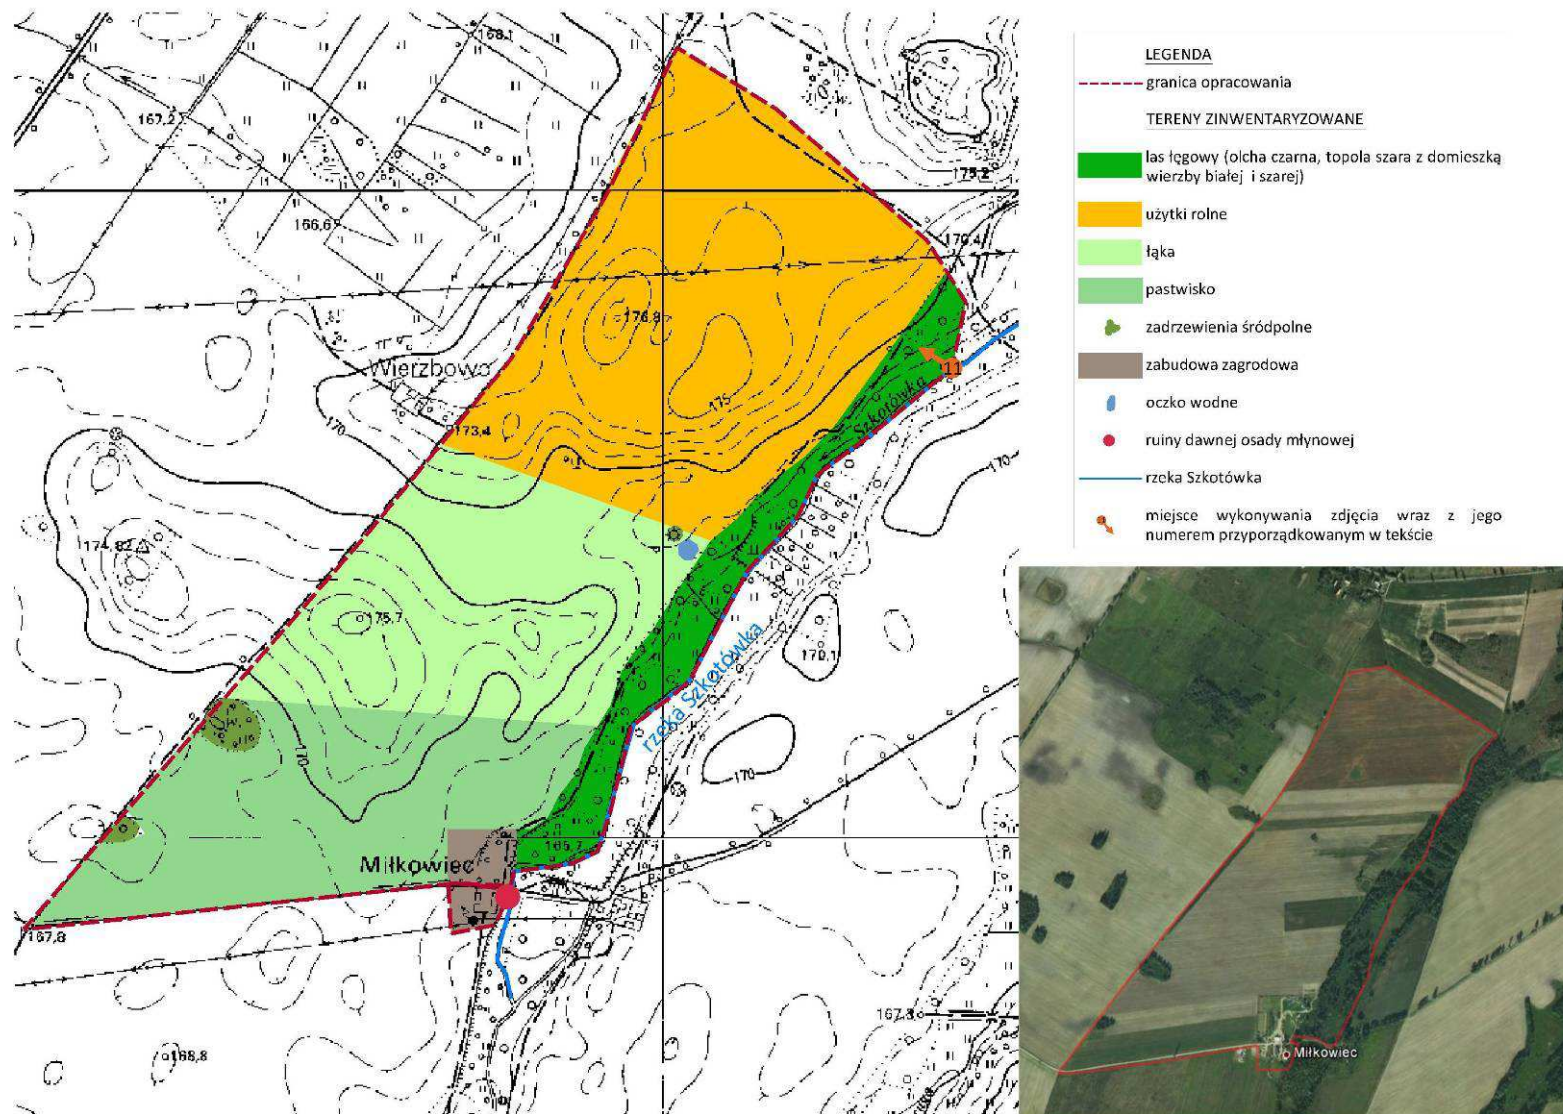 168,1
167,2
166,6
175,2
170,4
176,8
Wierzbowo
170
173,4
175
Szkotówka
11
170
174,82
175,7
170,1
rzeka Szkotówka
170
170
165,7
Miłkowiec
167,8
167,3
168,8
LEGENDA
granica opracowania
TERENY ZINWENTARYZOWANE
las łęgowy (olcha czarna, topola szara z domieszką
wierzby białej i szarej)
użytki rolne
łąka
pastwisko
zadrzewienia śródpolne
zabudowa zagrodowa
oczko wodne
ruiny dawnej osady młynowej
rzeka Szkotówka
miejsce wykonywania zdjęcia wraz z jego
numerem przyporządkowanym w tekście
Miłkowiec